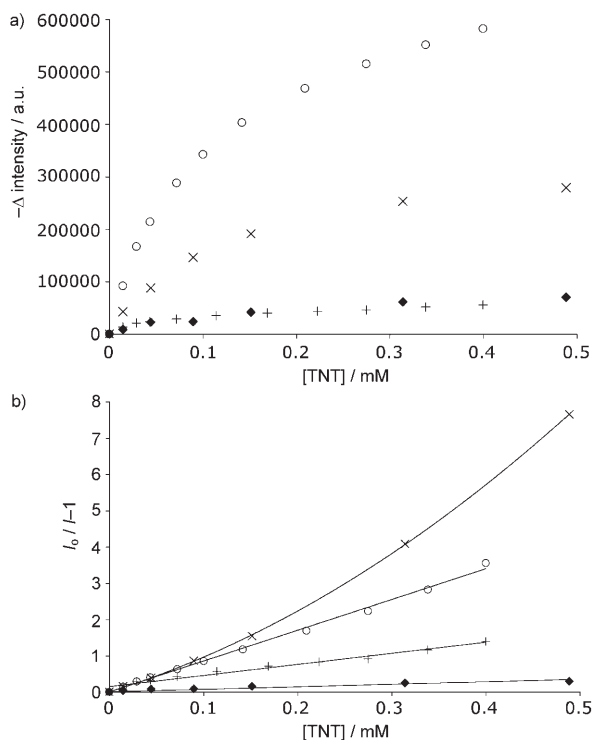 a)
600000
500000
400000
300000
200000
100000
0
–Δ intensity / a.u.
0 0.1 0.2 0.3 0.4 0.5
[TNT] / mM
b)
8
7
6
5
4
3
2
1
0
I₀ / I–1
0 0.1 0.2 0.3 0.4 0.5
[TNT] / mM